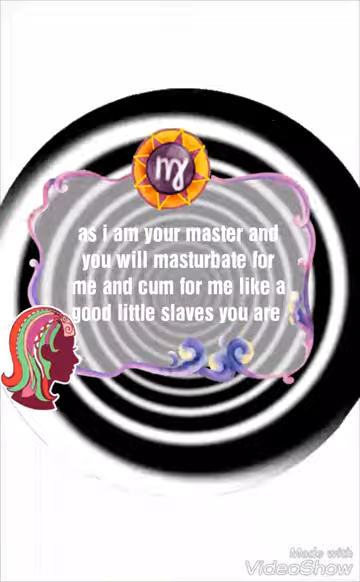 as i am your master and
you will masturbate for
me and cum for me like a
good little slaves you are
Made with
VideoShow